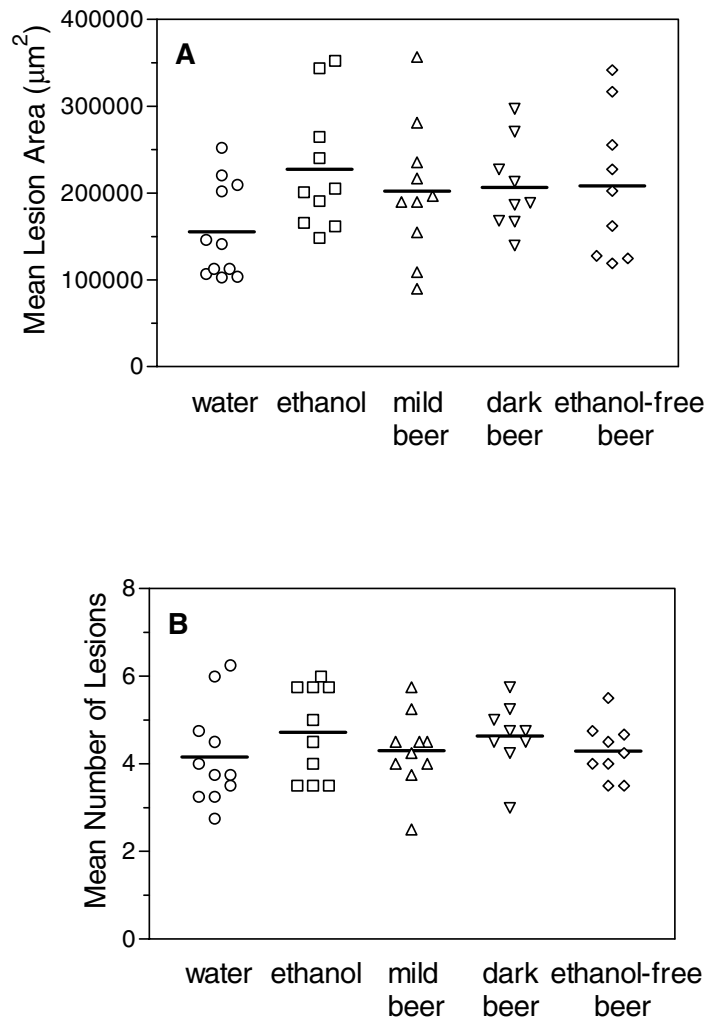 A
Mean Lesion Area (μm²)
400000
300000
200000
100000
0
water ethanol mild dark ethanol-free
beer beer beer
B
Mean Number of Lesions
8
6
4
2
0
water ethanol mild dark ethanol-free
beer beer beer